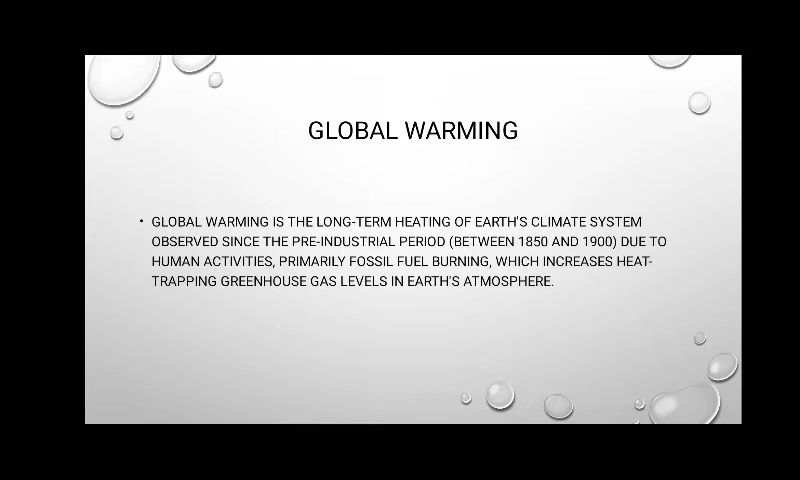 GLOBAL WARMING
• GLOBAL WARMING IS THE LONG-TERM HEATING OF EARTH'S CLIMATE SYSTEM
OBSERVED SINCE THE PRE-INDUSTRIAL PERIOD (BETWEEN 1850 AND 1900) DUE TO
HUMAN ACTIVITIES, PRIMARILY FOSSIL FUEL BURNING, WHICH INCREASES HEAT-
TRAPPING GREENHOUSE GAS LEVELS IN EARTH'S ATMOSPHERE.